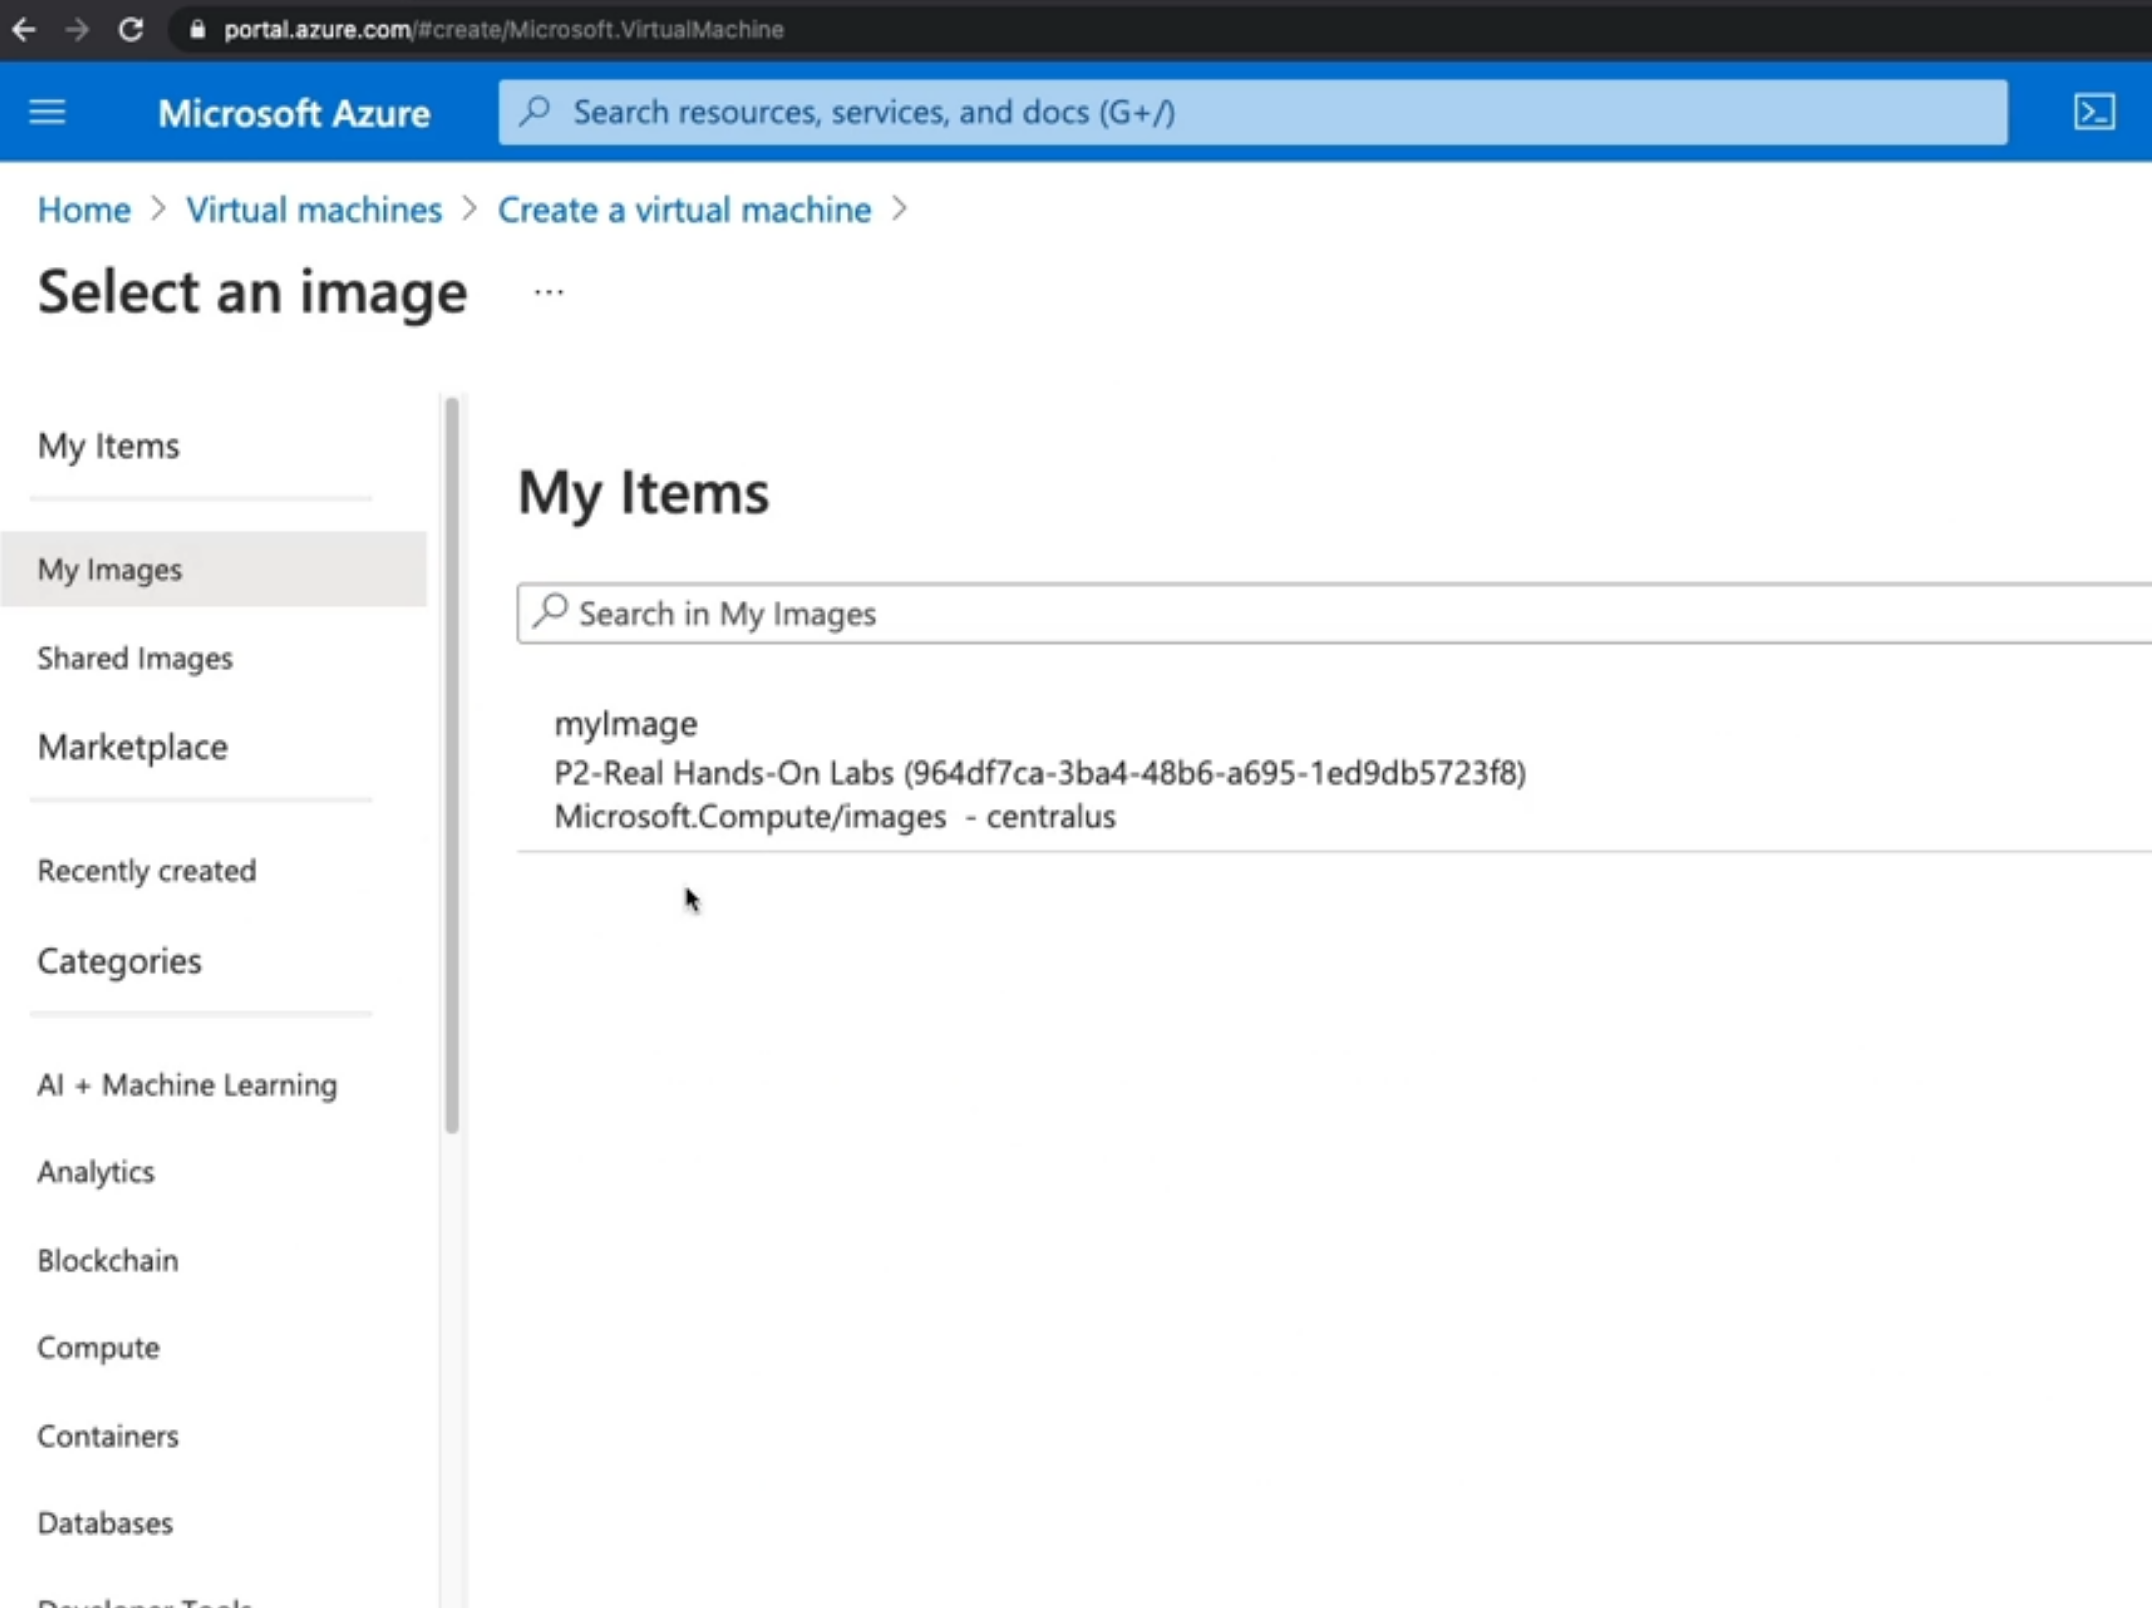 portal.azure.com/#create/Microsoft.VirtualMachine
Microsoft Azure
Search resources, services, and docs (G+/)
Home > Virtual machines > Create a virtual machine >
Select an image ...
My Items
My Images
Shared Images
Marketplace
Recently created
Categories
AI + Machine Learning
Analytics
Blockchain
Compute
Containers
Databases
Developer Tools
My Items
Search in My Images
myImage
P2-Real Hands-On Labs (964df7ca-3ba4-48b6-a695-1ed9db5723f8)
Microsoft.Compute/images - centralus